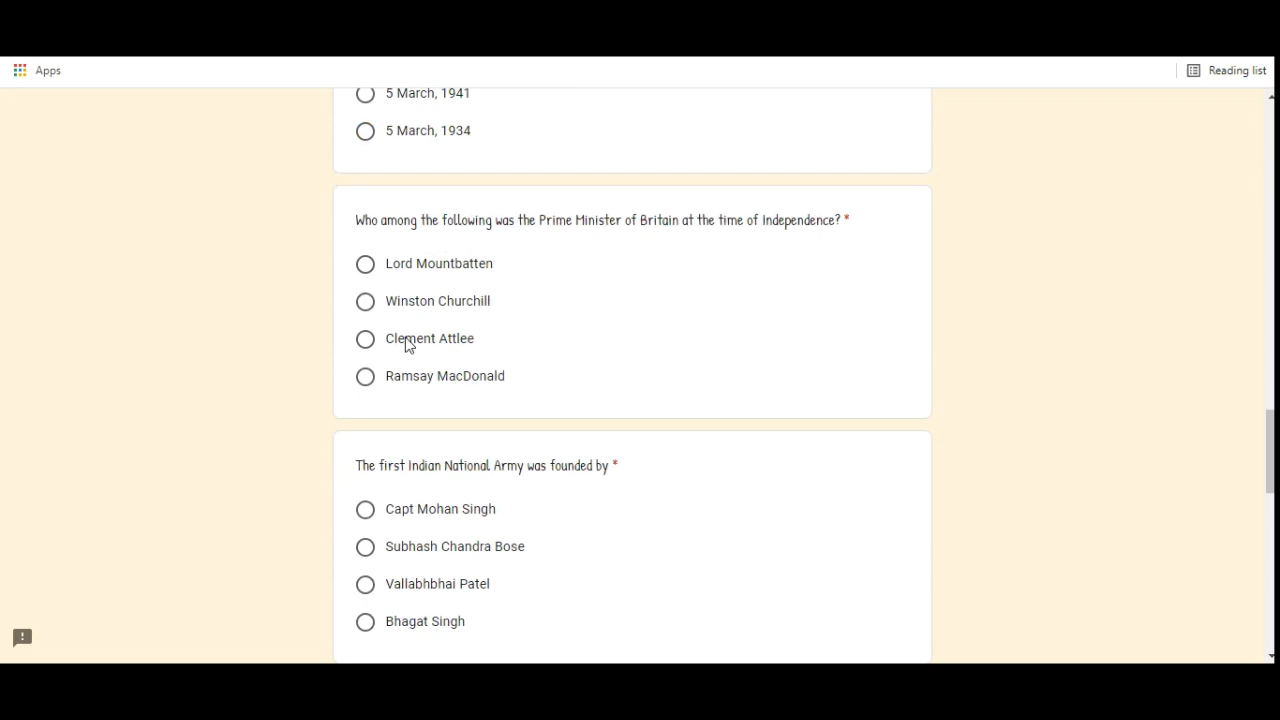 Apps
Reading list
5 March, 1941
5 March, 1934
Who among the following was the Prime Minister of Britain at the time of Independence? *
Lord Mountbatten
Winston Churchill
Clement Attlee
Ramsay MacDonald
The first Indian National Army was founded by *
Capt Mohan Singh
Subhash Chandra Bose
Vallabhbhai Patel
Bhagat Singh